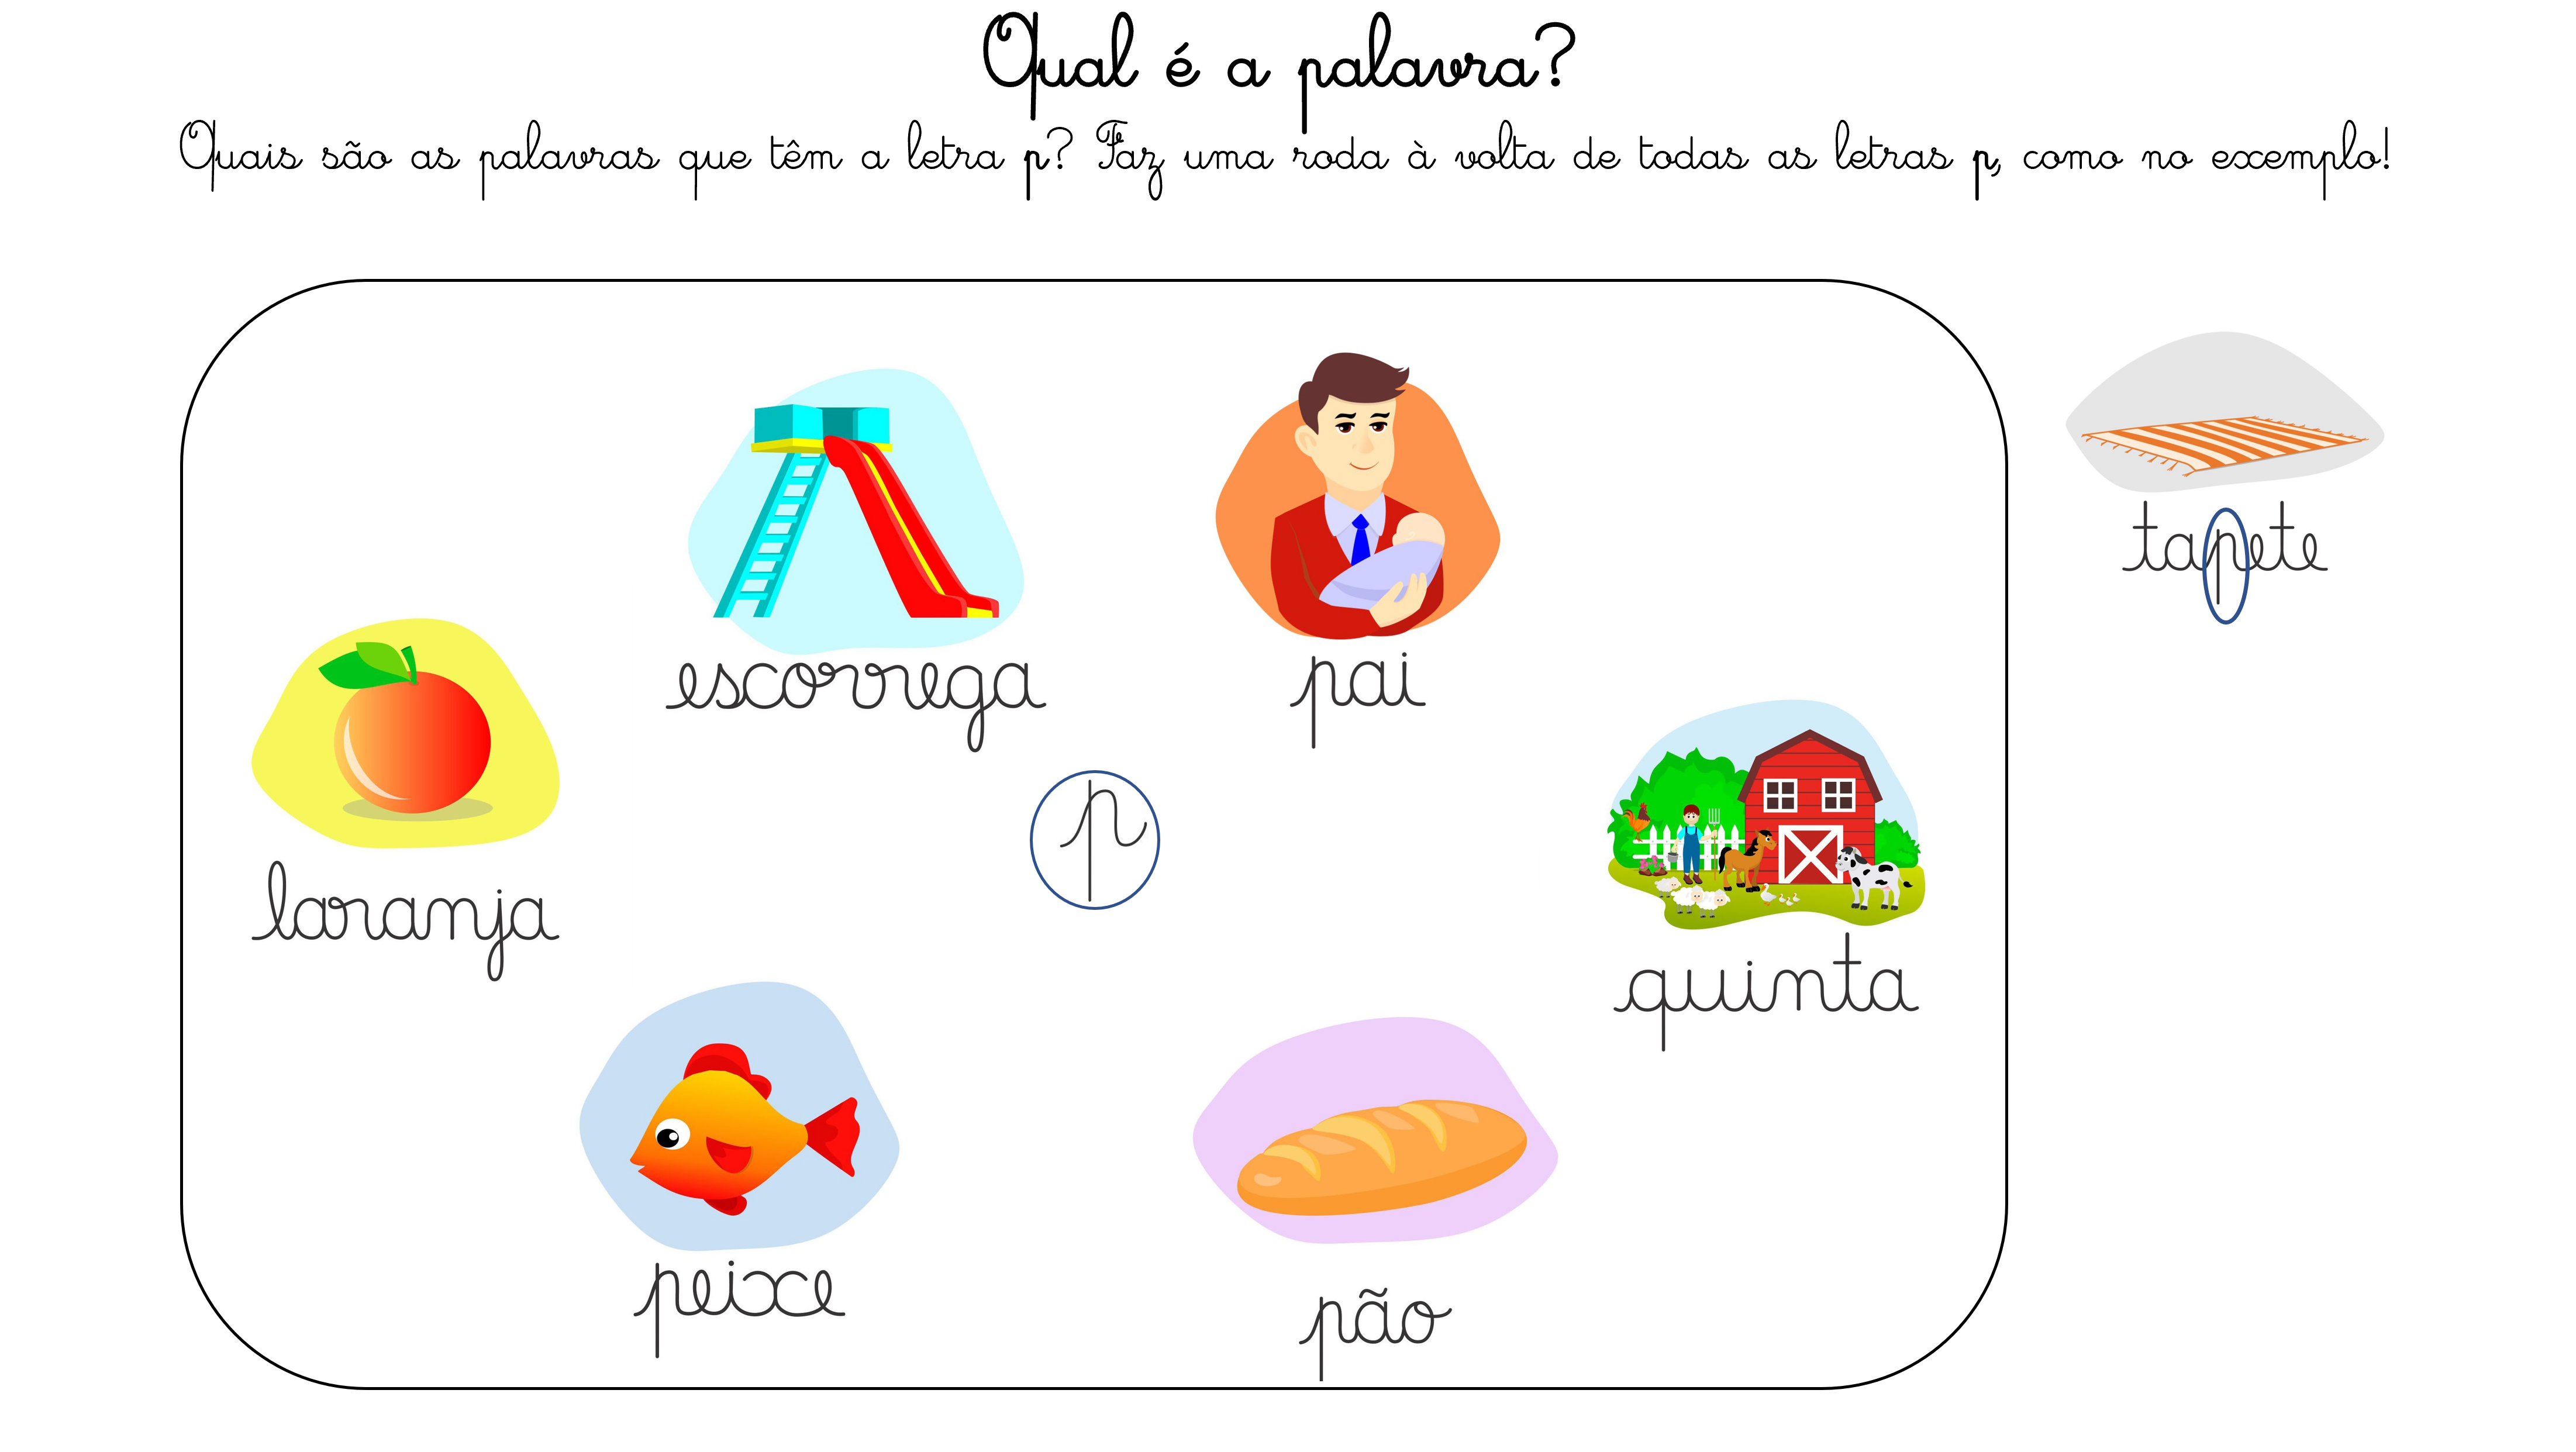 Qual é a palavra?
Quais são as palavras que têm a letra p? Faz uma roda à volta de todas as letras p, como no exemplo!
tapete
escorrega
pai
p
laranja
quinta
peixe
pão